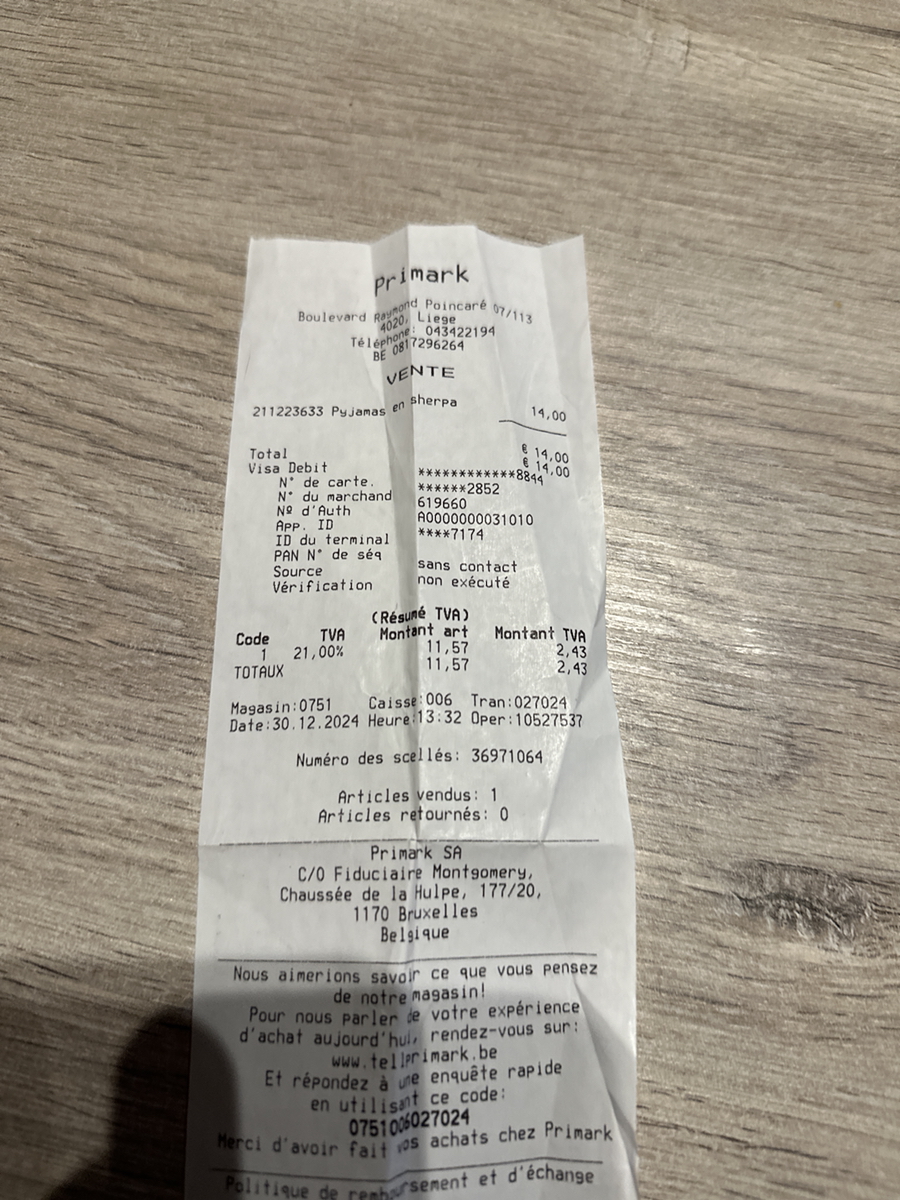 Primark
Boulevard Raymond Poincaré 07/113
4020, Liege
Téléphone: 043422194
BE 0817296264
VENTE
211223633 Pyjamas en sherpa 14,00
Total € 14,00
Visa Debit € 14,00
N° de carte. ************8844
N° du marchand ******2852
Nº d'Auth 619660
App. ID A0000000031010
ID du terminal ****7174
PAN N° de séq
Source sans contact
Vérification non exécuté
(Résumé TVA)
Code TVA Montant art Montant TVA
1 21,00% 11,57 2,43
TOTAUX 11,57 2,43
Magasin:0751 Caisse:006 Tran:027024
Date:30.12.2024 Heure:13:32 Oper:10527537
Numéro des scellés: 36971064
Articles vendus: 1
Articles retournés: 0
Primark SA
C/O Fiduciaire Montgomery,
Chaussée de la Hulpe, 177/20,
1170 Bruxelles
Belgique
Nous aimerions savoir ce que vous pensez
de notre magasin!
Pour nous parler de votre expérience
d'achat aujourd'hui, rendez-vous sur:
www.tellprimark.be
Et répondez à une enquête rapide
en utilisant ce code:
0751006027024
Merci d'avoir fait vos achats chez Primark
Politique de remboursement et d'échange